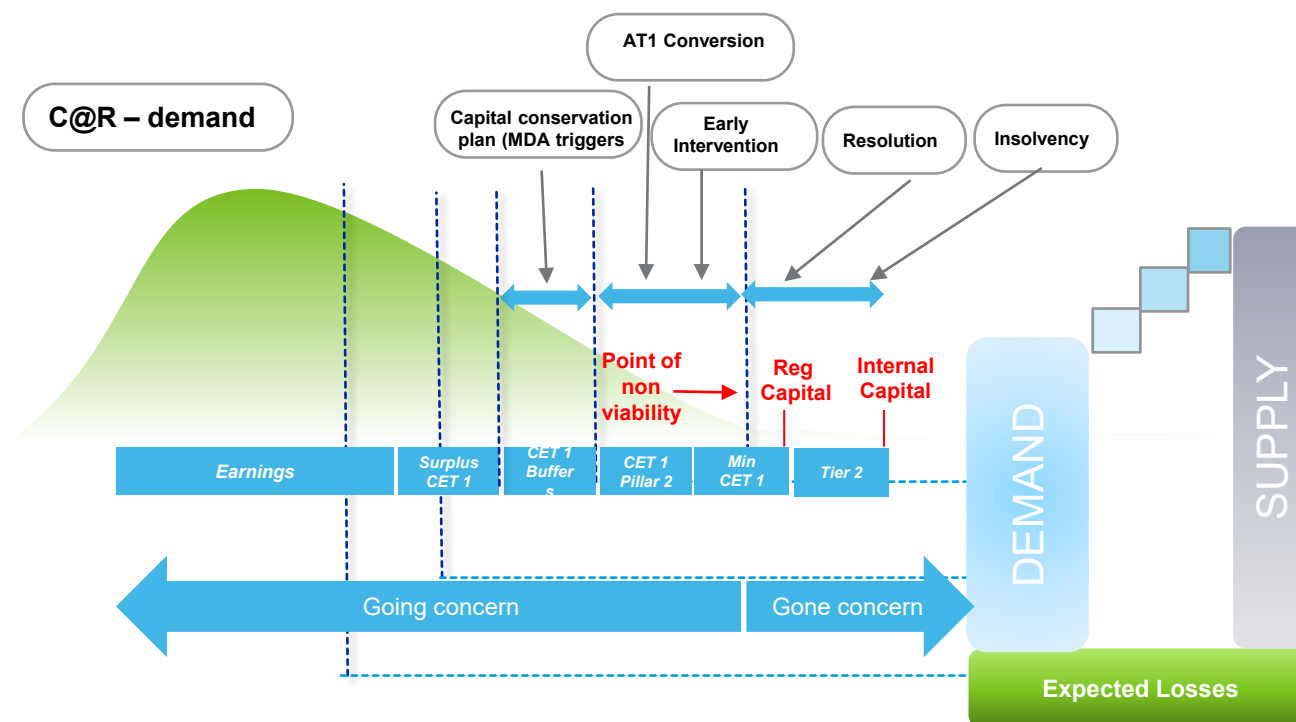 AT1 Conversion
C@R – demand
Capital conservation
plan (MDA triggers
Early
Intervention
Resolution
Insolvency
Point of
non
viability
Reg
Capital
Internal
Capital
Earnings
Surplus
CET 1
CET 1
Buffer
s
CET 1
Pillar 2
Min
CET 1
Tier 2
DEMAND
SUPPLY
Going concern
Gone concern
Expected Losses